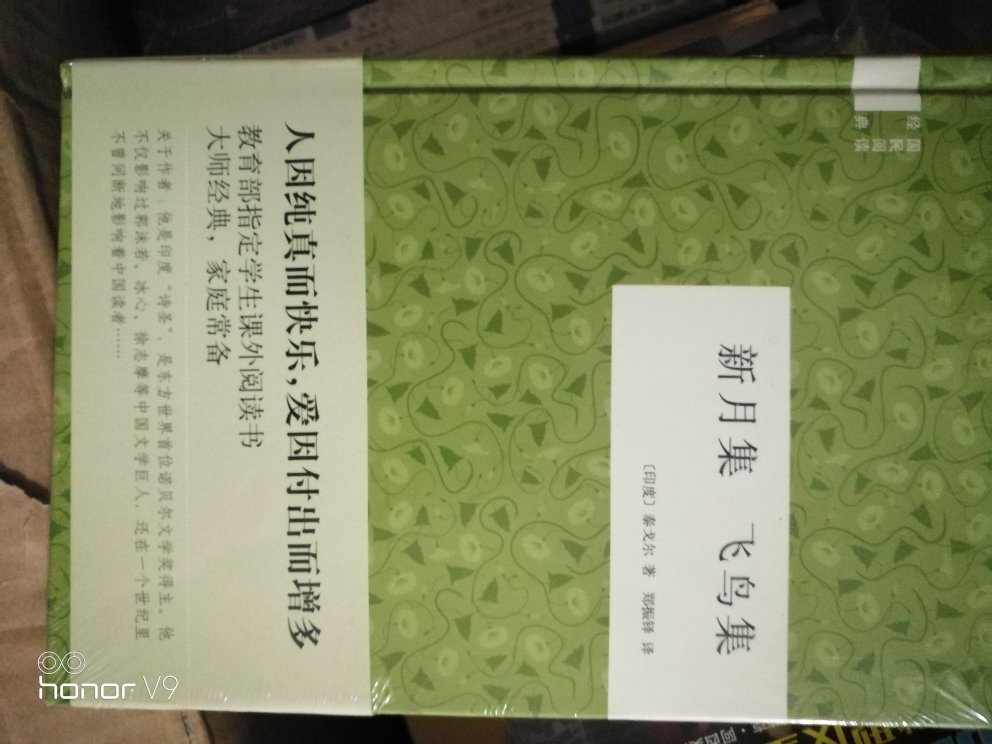 国民阅读
经典
新月集 飞鸟集
〔印度〕泰戈尔 著 郑振铎 译
人因纯真而快乐，爱因付出而增多
教育部指定学生课外阅读书
大师经典，家庭常备
关于作者：他是印度“诗圣”，是东方世界首位诺贝尔文学奖得主。他
不仅影响过郭沫若、冰心、徐志摩等中国文学巨人，还在一个世纪里
不曾间断地影响着中国读者……
honor V9